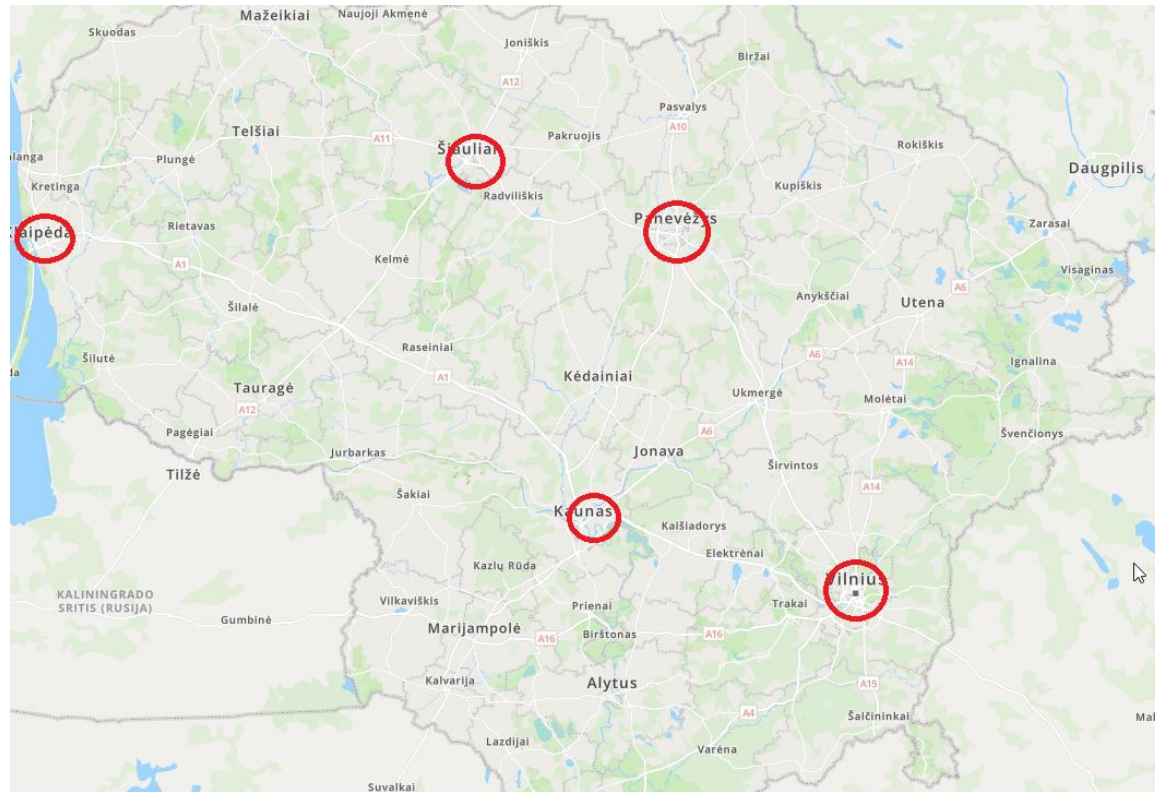 Mažeikiai
Naujoji Akmenė
Skuodas
Joniškis
Biržai
A12
Pasvalys
A10
Telšiai
A11
Šiauliai
Pakruojis
Rokiškis
Plungė
Daugpilis
Kretinga
Radviliškis
Kupiškis
Panevėžys
Rietavas
Klaipėda
Zarasai
Kelmė
A1
Visaginas
A6
Anykščiai
Utena
Šilalė
Raseiniai
A6
Šilutė
A14
Ignalina
Kėdainiai
A1
Tauragė
Ukmergė
Molėtai
A12
Pagėgiai
A6
Švenčionys
Jurbarkas
Jonava
Širvintos
Tilžė
A14
Šakiai
Kaunas
Kaišiadorys
Elektrėnai
Kazlų Rūda
Vilnius
KALININGRADO
SRITIS (RUSIJA)
Vilkaviškis
Prienai
Trakai
Gumbinė
Marijampolė
A16
Birštonas
A16
Kalvarija
Alytus
A15
A4
Šalčininkai
Lazdijai
Varėna
Suvalkai